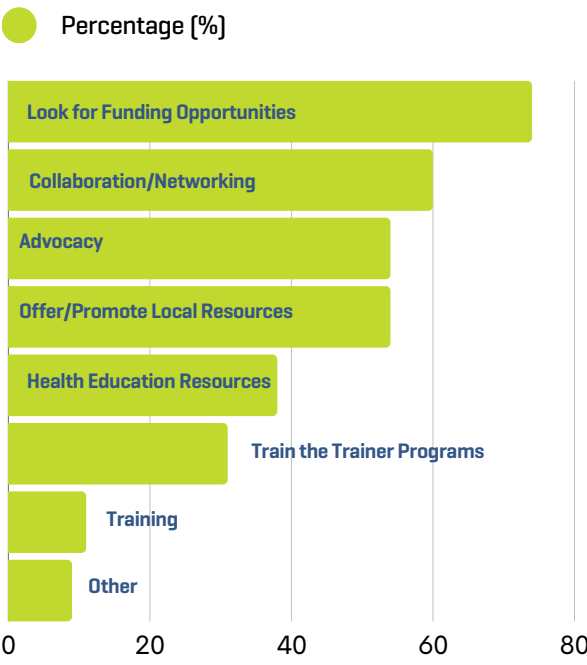 Percentage (%)
Look for Funding Opportunities
Collaboration/Networking
Advocacy
Offer/Promote Local Resources
Health Education Resources
Train the Trainer Programs
Training
Other
0 20 40 60 80